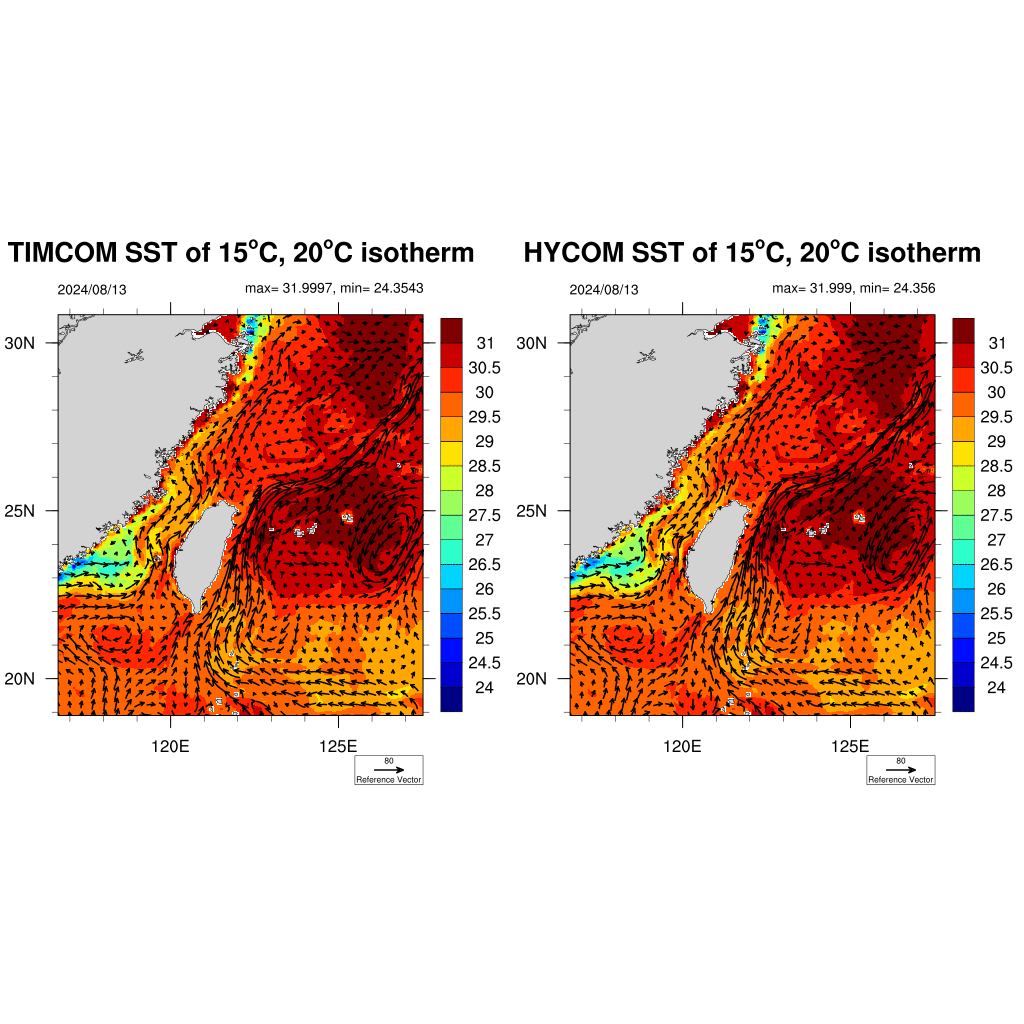 TIMCOM SST of 15°C, 20°C isotherm
2024/08/13
max= 31.9997, min= 24.3543
30N
25N
20N
120E
125E
31
30.5
30
29.5
29
28.5
28
27.5
27
26.5
26
25.5
25
24.5
24
80
Reference Vector
HYCOM SST of 15°C, 20°C isotherm
2024/08/13
max= 31.999, min= 24.356
30N
25N
20N
120E
125E
31
30.5
30
29.5
29
28.5
28
27.5
27
26.5
26
25.5
25
24.5
24
80
Reference Vector